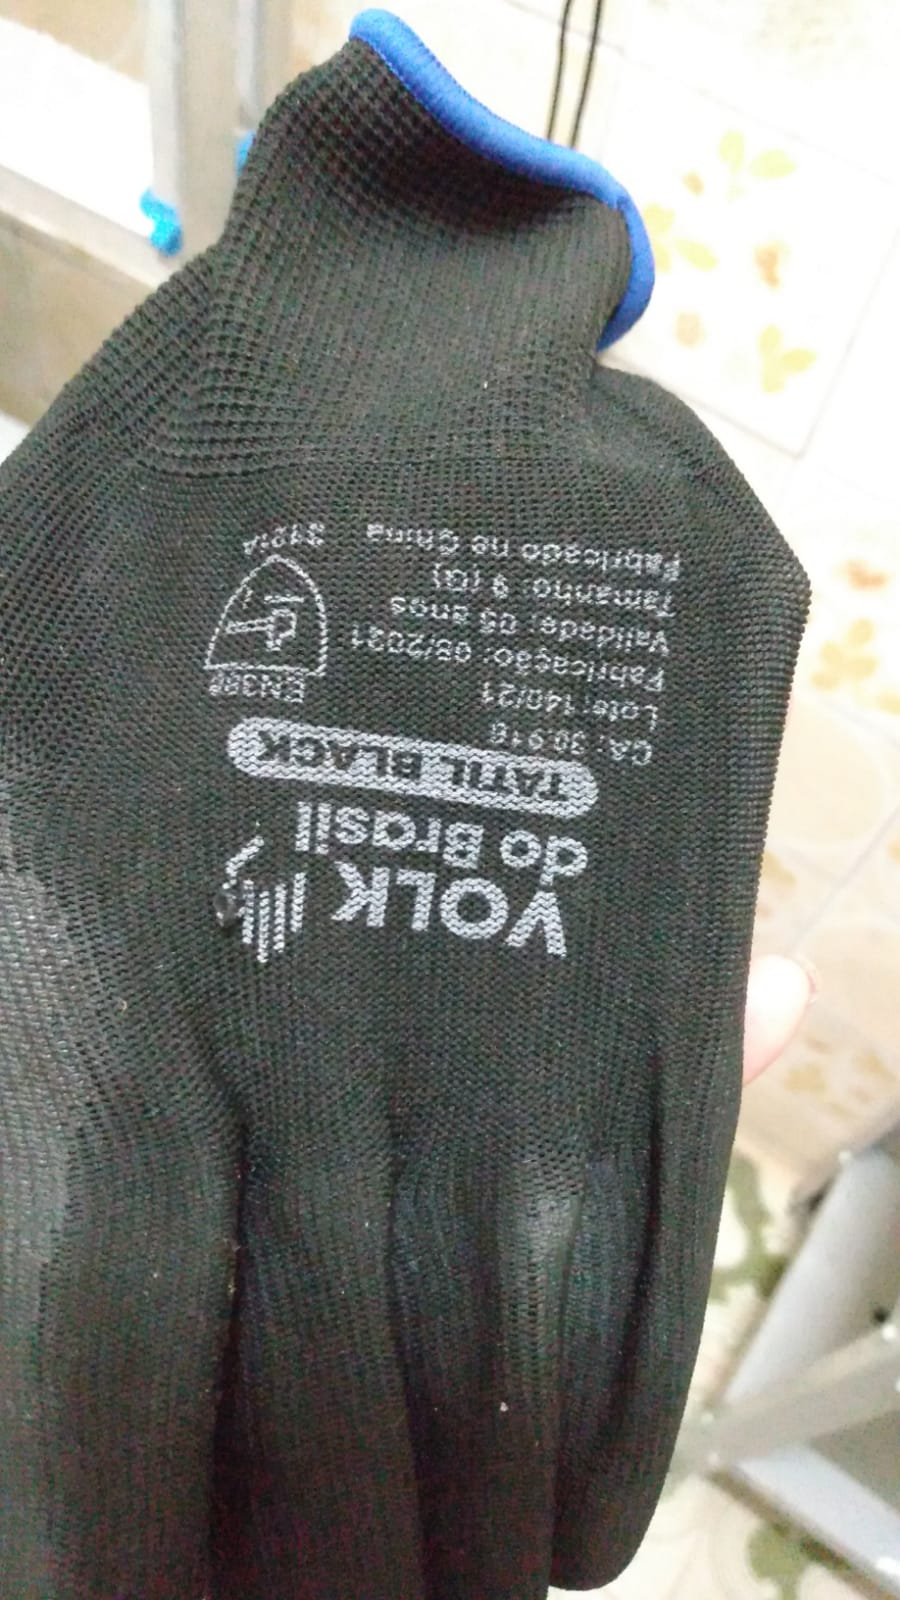 VOLK
do Brasil
TATIL BLACK
CA: 30.916
Lote: 140/21
Fabricação: 08/2021
Validade: 05 anos
Tamanho: 9 (G)
Fabricado na China
EN388
3121A